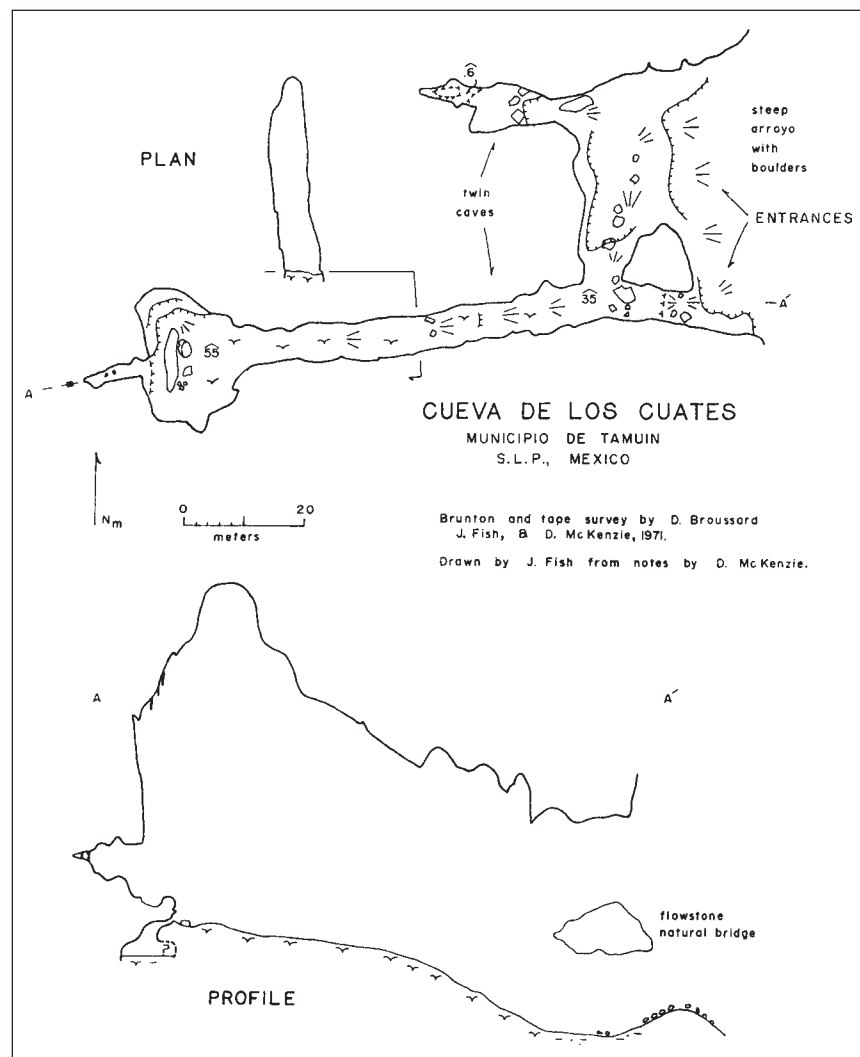 .6
steep
arroyo
with
boulders
PLAN
twin
caves
ENTRANCES
35
A´
55
A
CUEVA DE LOS CUATES
MUNICIPIO DE TAMUIN
S.L.P., MEXICO
Nm
0 20
meters
Brunton and tape survey by D. Broussard
J. Fish, & D. McKenzie, 1971.
Drawn by J. Fish from notes by D. McKenzie.
A A´
flowstone
natural bridge
?
PROFILE